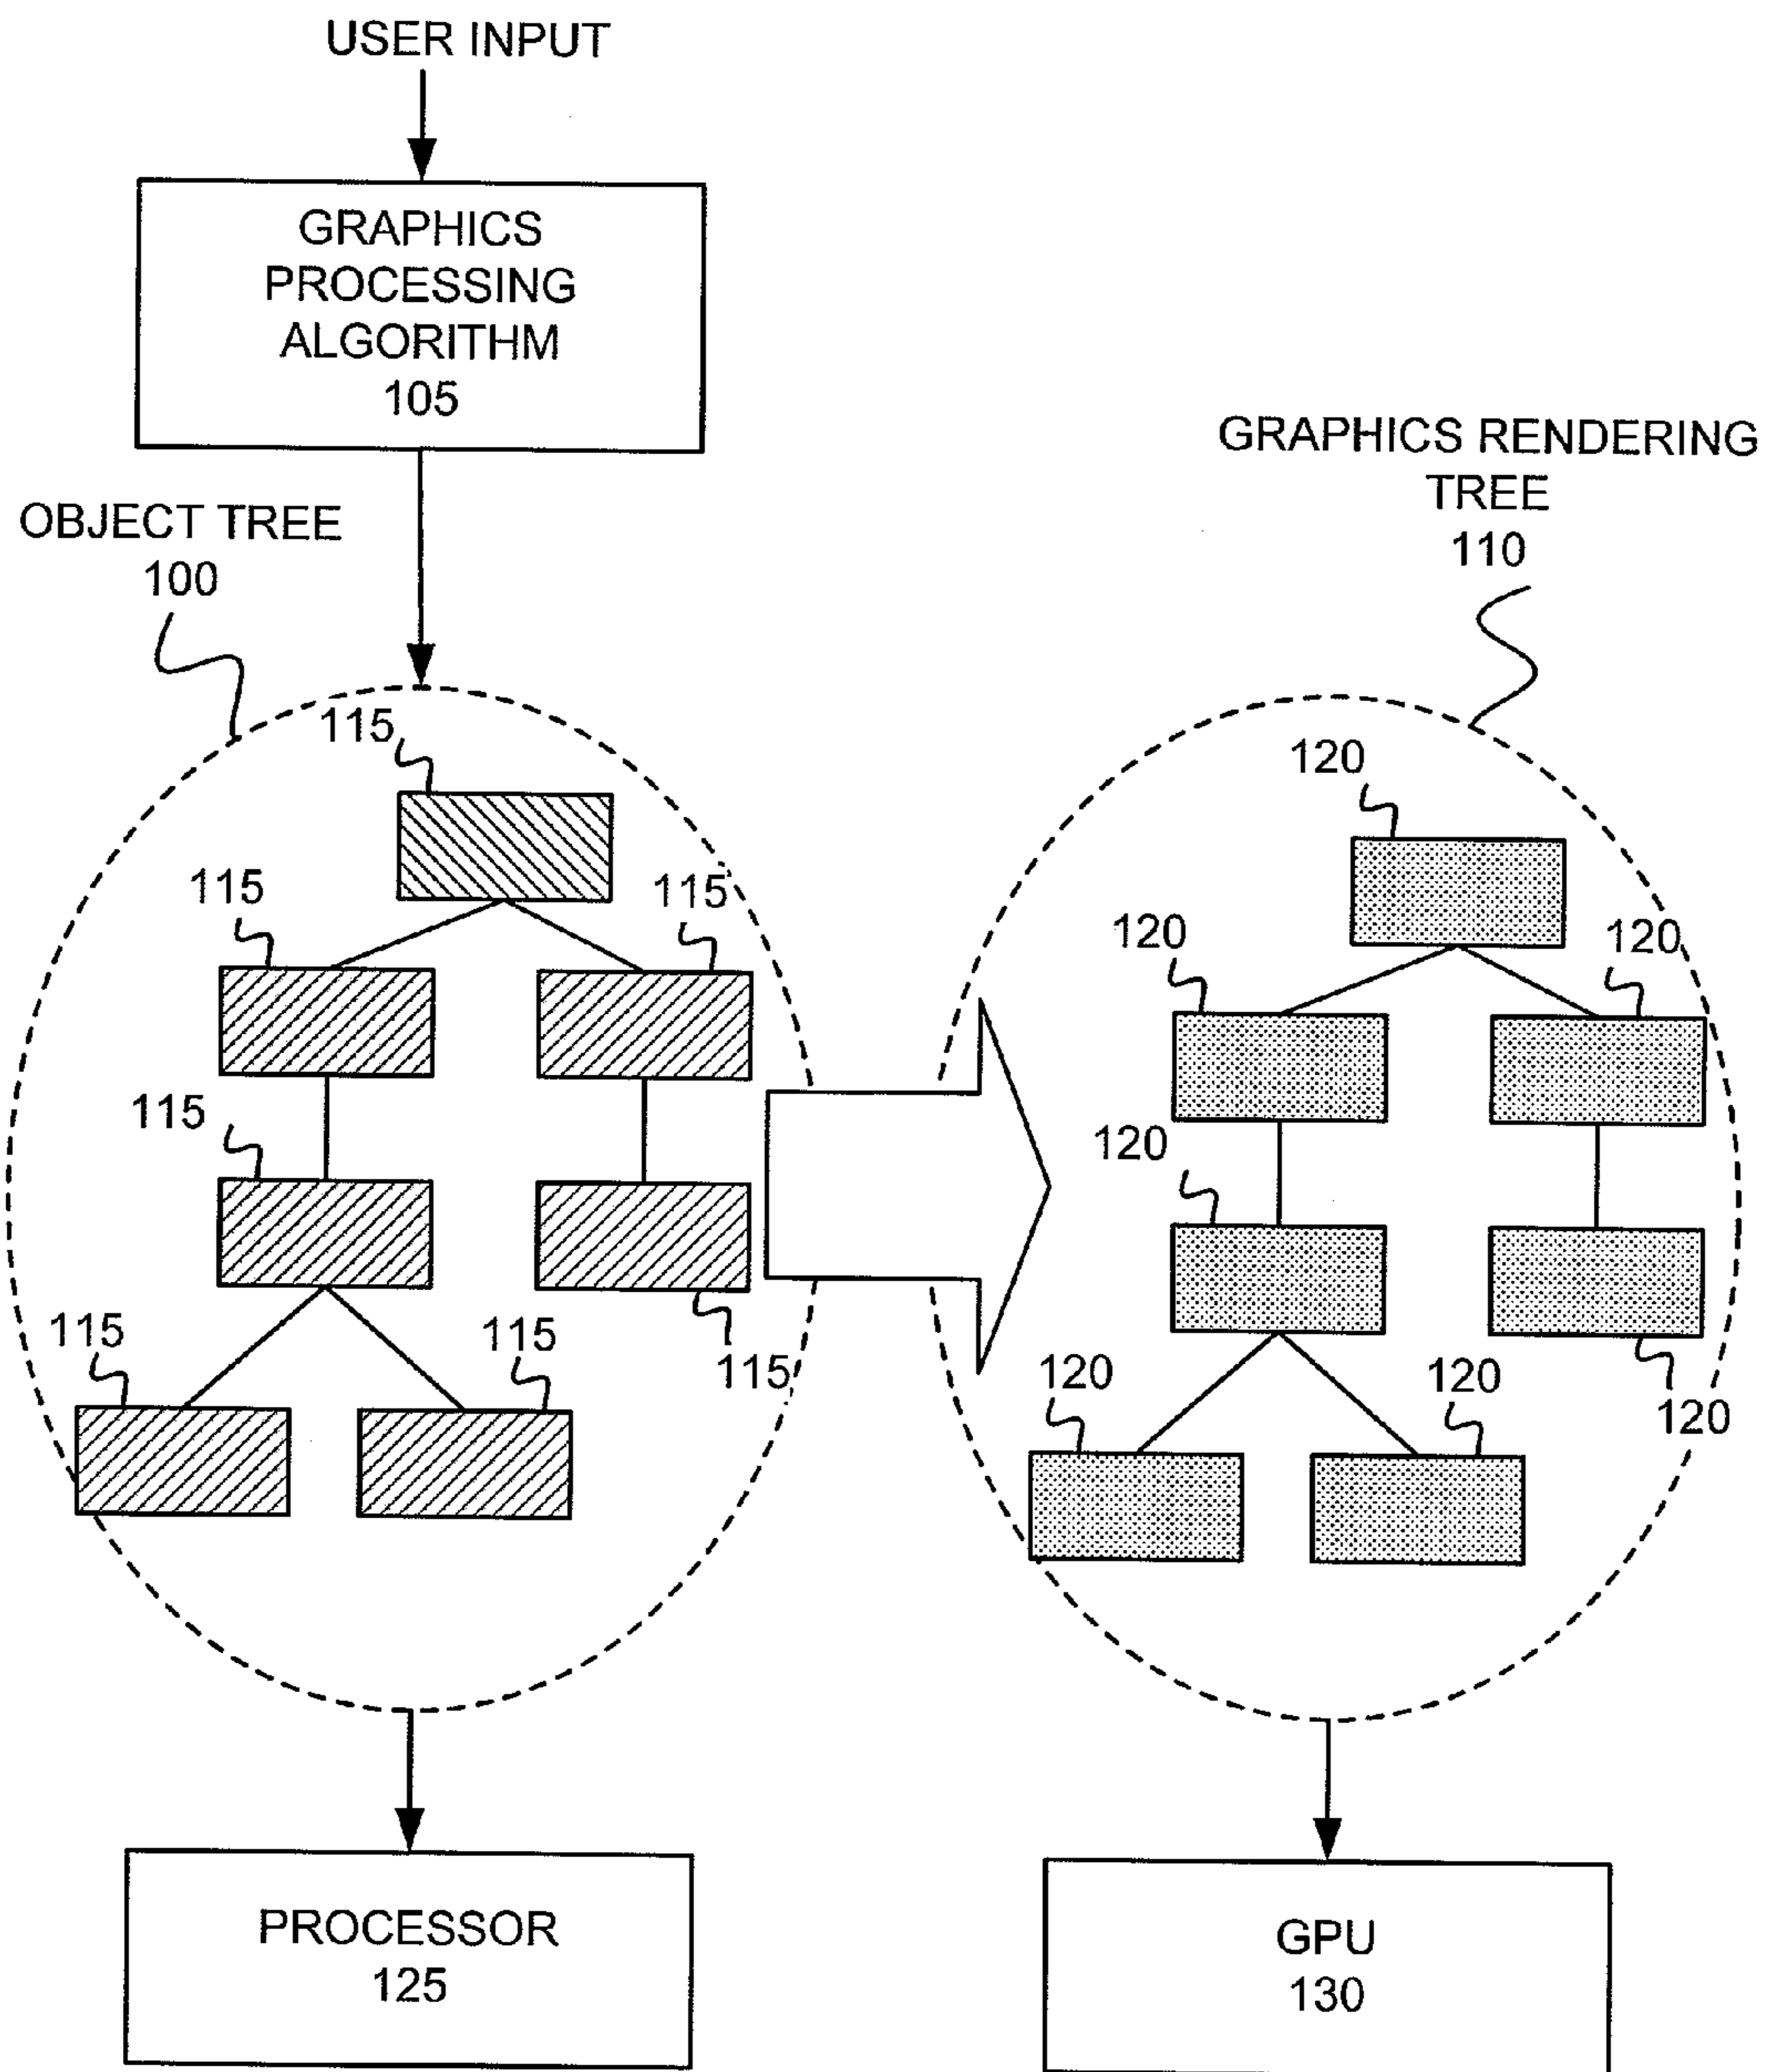 USER INPUT
GRAPHICS
PROCESSING
ALGORITHM
105
GRAPHICS RENDERING
TREE
110
OBJECT TREE
100
115
115
115
115
115
115
115
120
120
120
120
120
120
120
PROCESSOR
125
GPU
130